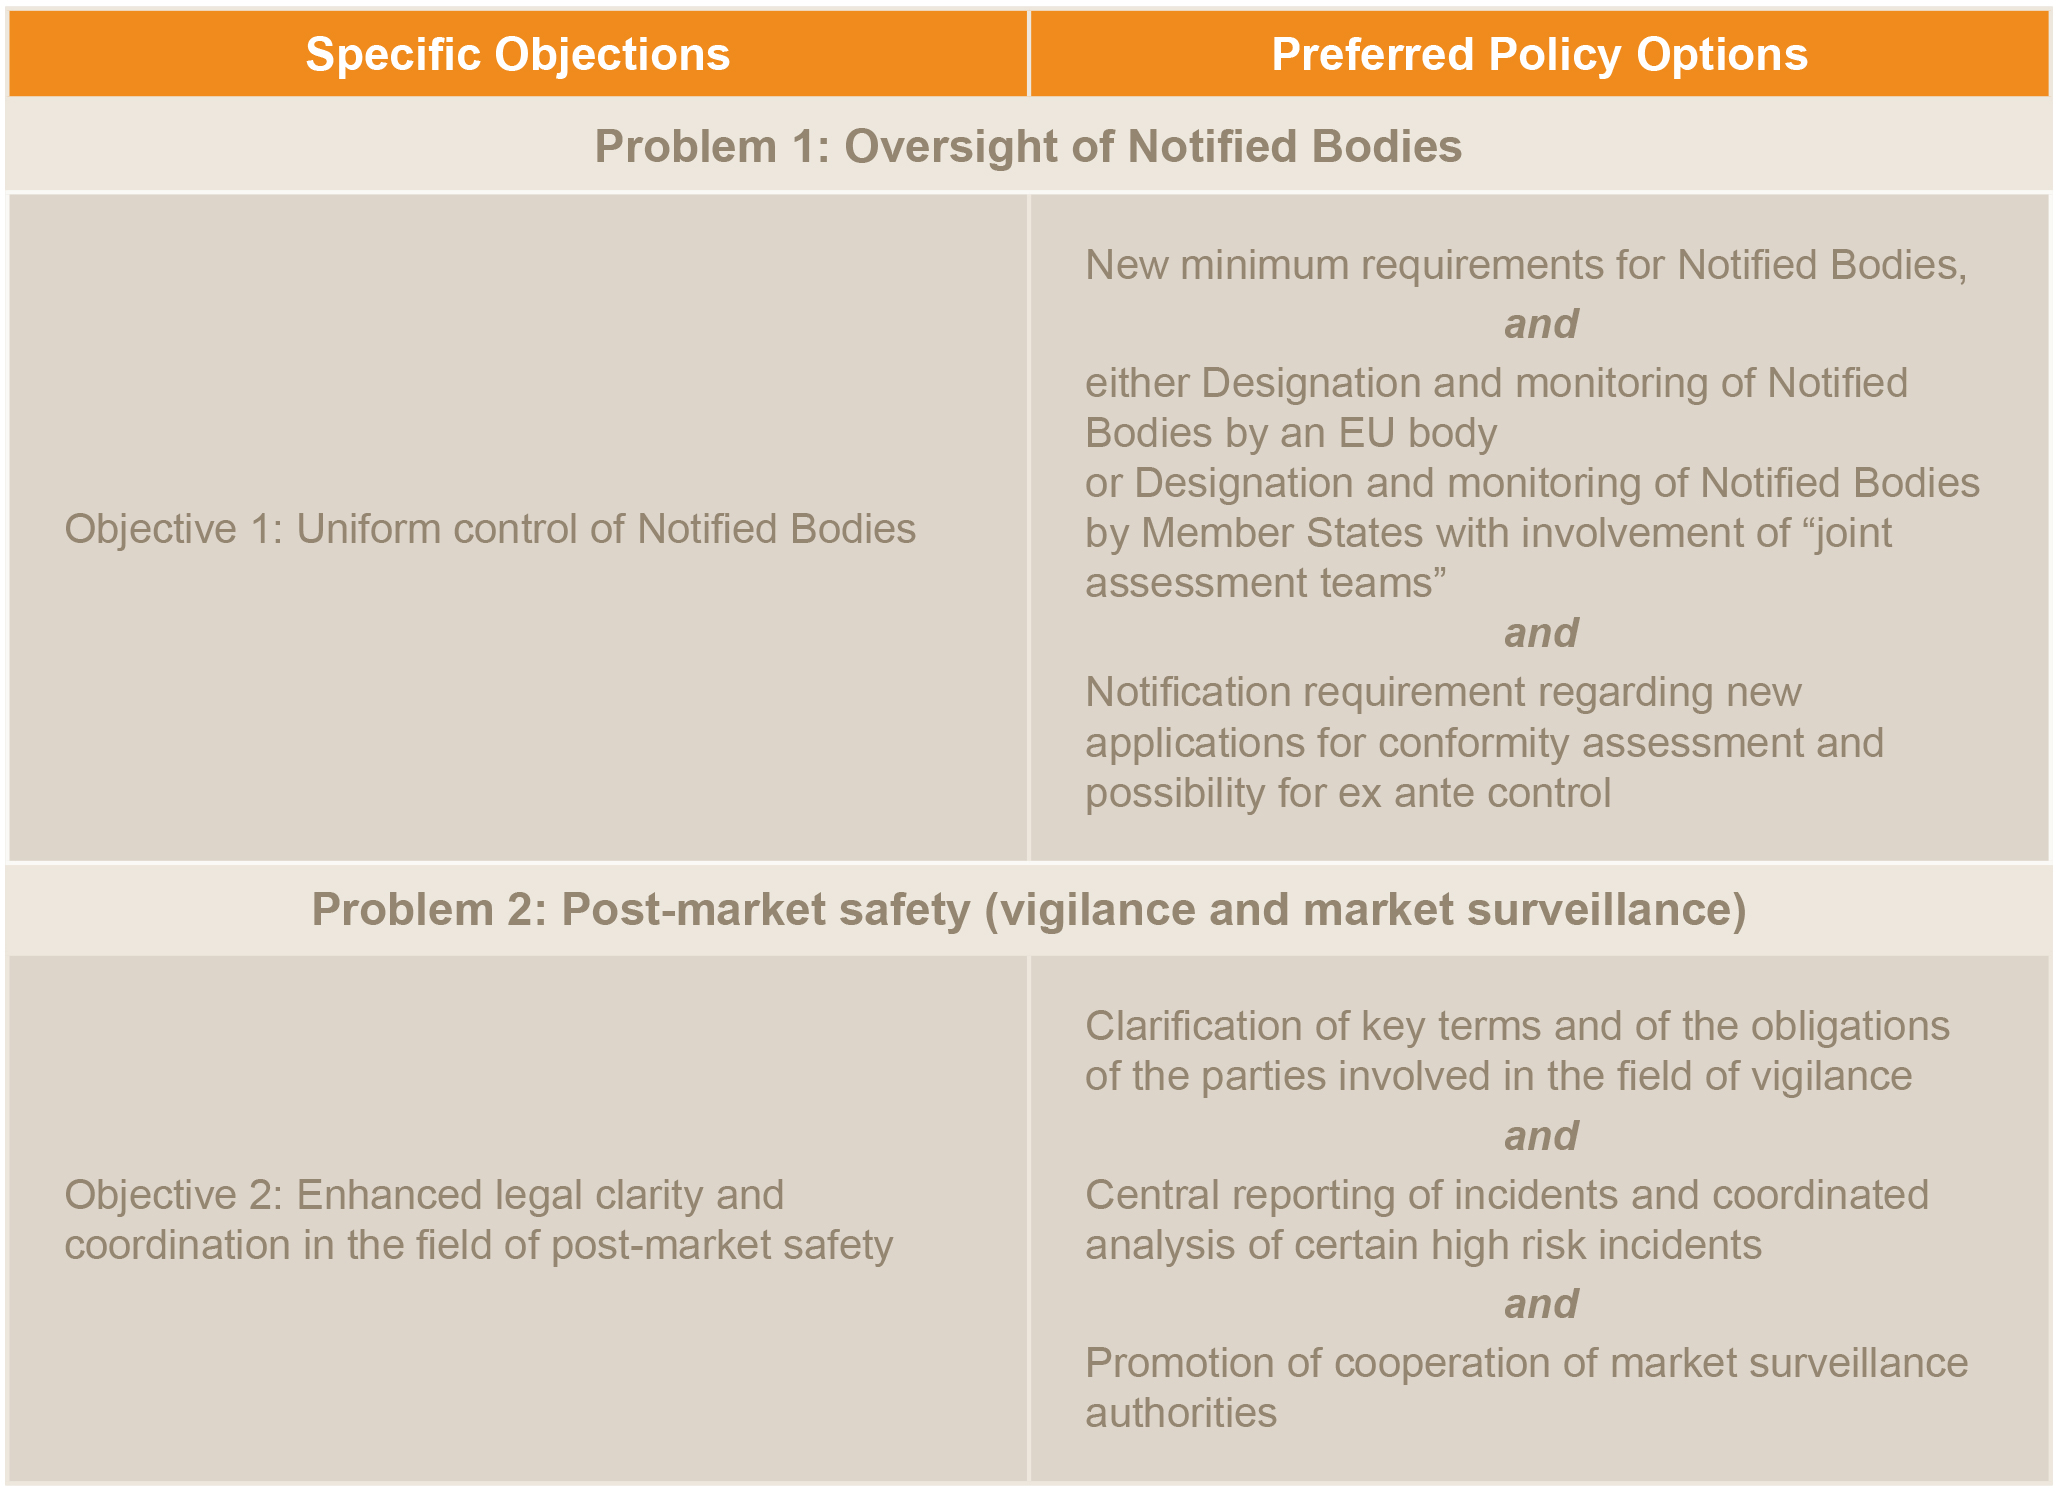 Specific Objections
Preferred Policy Options
Problem 1: Oversight of Notified Bodies
Objective 1: Uniform control of Notified Bodies
New minimum requirements for Notified Bodies,
and
either Designation and monitoring of Notified
Bodies by an EU body
or Designation and monitoring of Notified Bodies
by Member States with involvement of “joint
assessment teams”
and
Notification requirement regarding new
applications for conformity assessment and
possibility for ex ante control
Problem 2: Post-market safety (vigilance and market surveillance)
Objective 2: Enhanced legal clarity and
coordination in the field of post-market safety
Clarification of key terms and of the obligations
of the parties involved in the field of vigilance
and
Central reporting of incidents and coordinated
analysis of certain high risk incidents
and
Promotion of cooperation of market surveillance
authorities